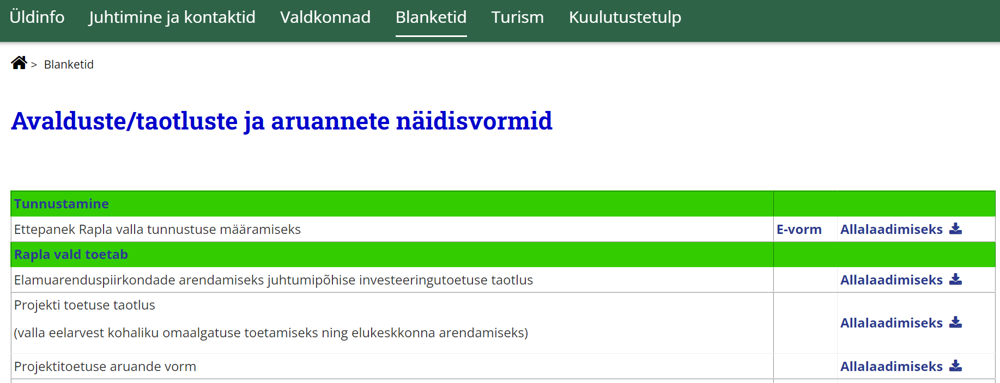 Üldinfo Juhtimine ja kontaktid Valdkonnad Blanketid Turism Kuulutustetulp
> Blanketid
Avalduste/taotluste ja aruannete näidisvormid
Tunnustamine
Ettepanek Rapla valla tunnustuse määramiseks E-vorm Allalaadimiseks
Rapla vald toetab
Elamuarenduspiirkondade arendamiseks juhtumipõhise investeeringutoetuse taotlus Allalaadimiseks
Projekti toetuse taotlus
(valla eelarvest kohaliku omaalgatuse toetamiseks ning elukeskkonna arendamiseks) Allalaadimiseks
Projektitoetuse aruande vorm Allalaadimiseks